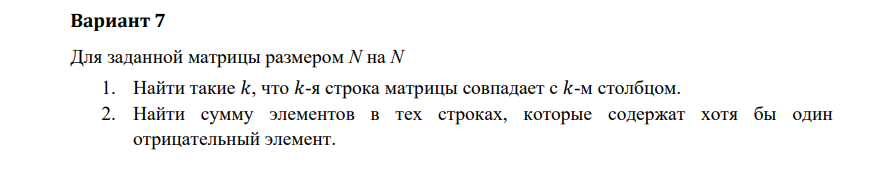 Вариант 7
Для заданной матрицы размером N на N
1. Найти такие k, что k-я строка матрицы совпадает с k-м столбцом.
2. Найти сумму элементов в тех строках, которые содержат хотя бы один
отрицательный элемент.